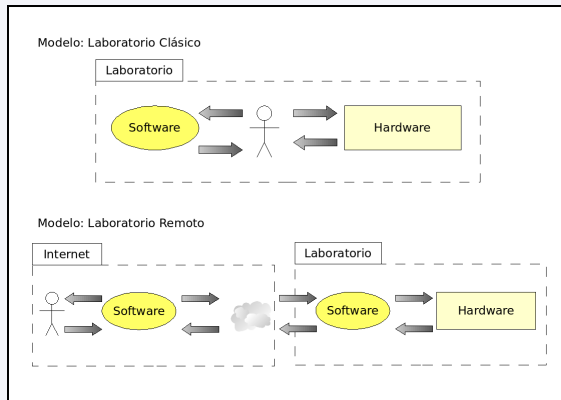 Modelo: Laboratorio Clásico
Laboratorio
Software
Hardware
Modelo: Laboratorio Remoto
Internet
Laboratorio
Software
Software
Hardware